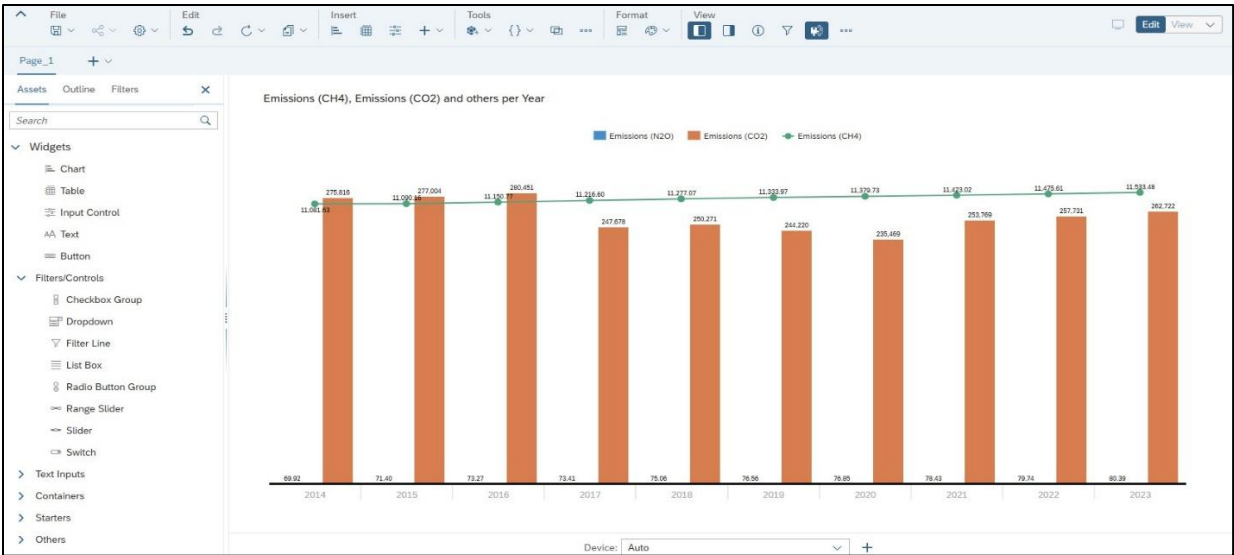 File Edit Insert Tools Format View
Edit View
Page_1
Assets Outline Filters
Search
Widgets
Chart
Table
Input Control
Text
Button
Filters/Controls
Checkbox Group
Dropdown
Filter Line
List Box
Radio Button Group
Range Slider
Slider
Switch
Text Inputs
Containers
Starters
Others
Emissions (CH4), Emissions (CO2) and others per Year
Emissions (N2O) Emissions (CO2) Emissions (CH4)
275,816 277,004 280,451 247,678 250,271 244,220 235,469 253,769 257,731 262,722
11,081.63 11,090.16 11,150.77 11,216.60 11,277.07 11,333.97 11,379.73 11,423.02 11,475.61 11,533.48
69.92 71.40 73.27 73.41 75.06 76.56 76.85 78.43 79.74 80.39
2014 2015 2016 2017 2018 2019 2020 2021 2022 2023
Device: Auto